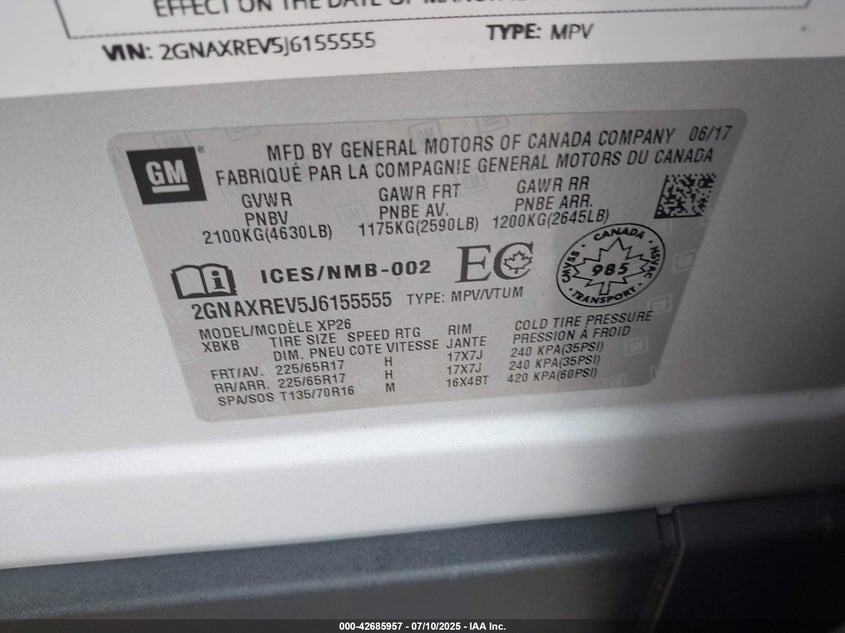 EFFECT ON THE DATE OF
VIN: 2GNAXREV5J6155555 TYPE: MPV
GM
MFD BY GENERAL MOTORS OF CANADA COMPANY 06/17
FABRIQUÉ PAR LA COMPAGNIE GENERAL MOTORS DU CANADA
GVWR GAWR FRT GAWR RR
PNBV PNBE AV. PNBE ARR.
2100KG(4630LB) 1175KG(2590LB) 1200KG(2645LB)
i ICES/NMB-002 EC
CANADA
CMVSS 985 NSVAC
TRANSPORT
2GNAXREV5J6155555 TYPE: MPV/VTUM
MODEL/MODÈLE XP26
XBKB TIRE SIZE SPEED RTG RIM COLD TIRE PRESSURE
DIM. PNEU COTE VITESSE JANTE PRESSION À FROID
FRT/AV. 225/65R17 H 17X7J 240 KPA(35PSI)
RR/ARR. 225/65R17 H 17X7J 240 KPA(35PSI)
SPA/SOS T135/70R16 M 16X4BT 420 KPA(60PSI)
000-42685957 - 07/10/2025 - IAA Inc.